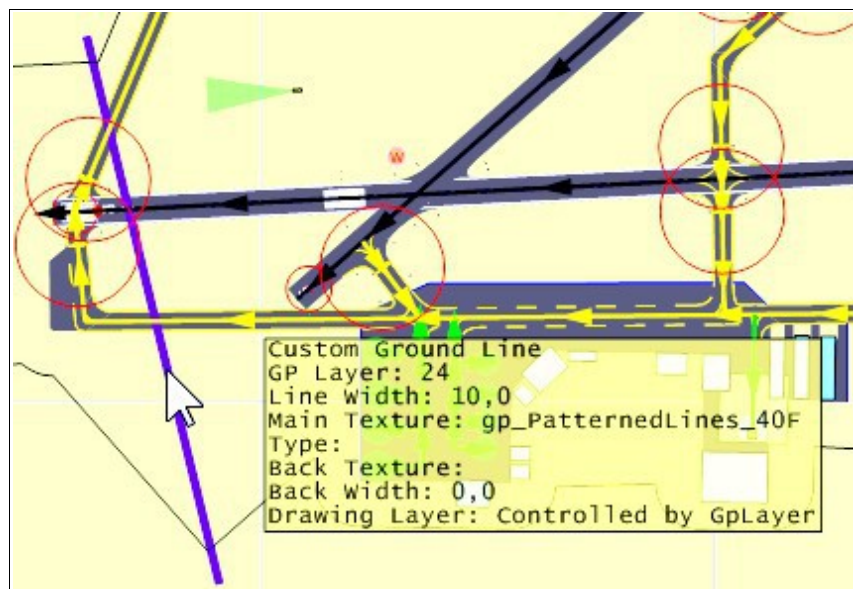 W
Custom Ground Line
GP Layer: 24
Line Width: 10,0
Main Texture: gp_PatternedLines_40F
Type:
Back Texture:
Back Width: 0,0
Drawing Layer: Controlled by GpLayer